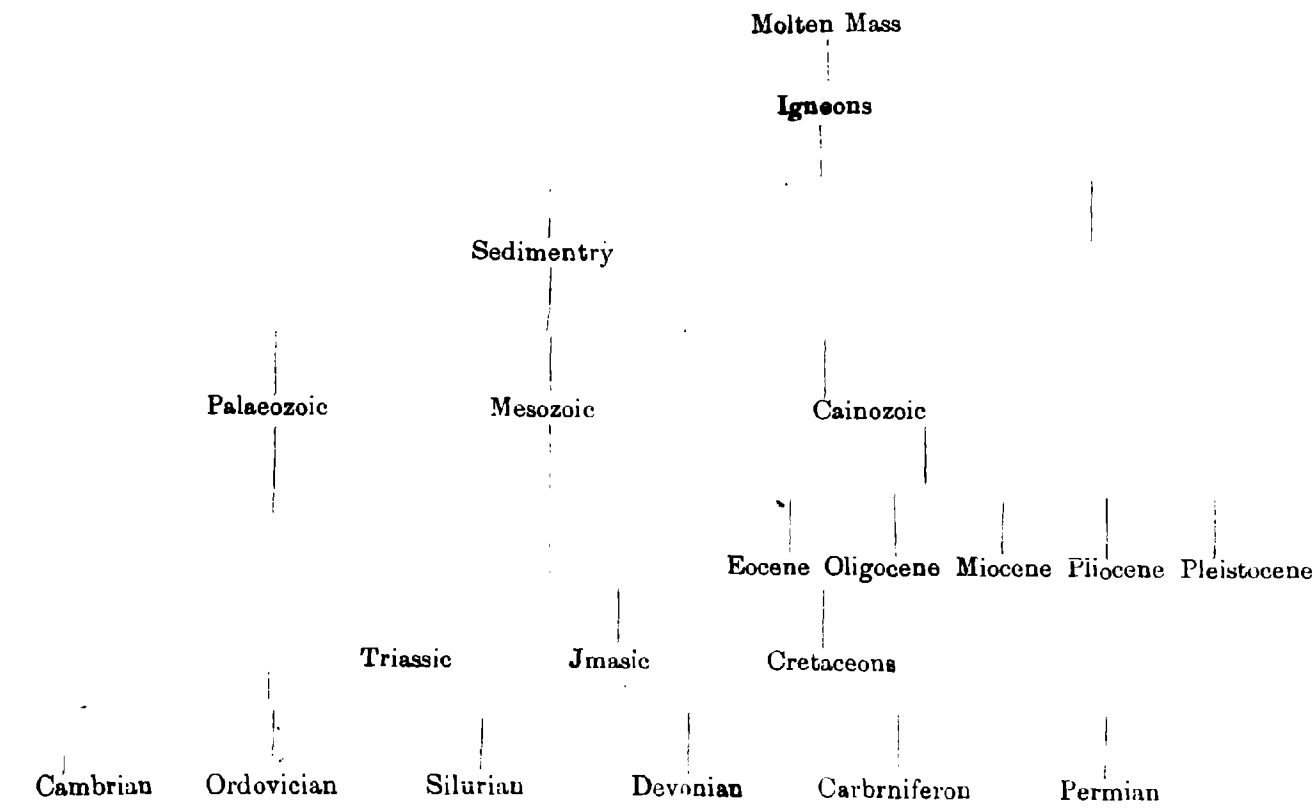 Molten Mass
Igneons
Sedimentry
Palaeozoic Mesozoic Cainozoic
Eocene Oligocene Miocene Pliocene Pleistocene
Triassic Jmasic Cretaceons
Cambrian Ordovician Silurian Devonian Carbrniferon Permian